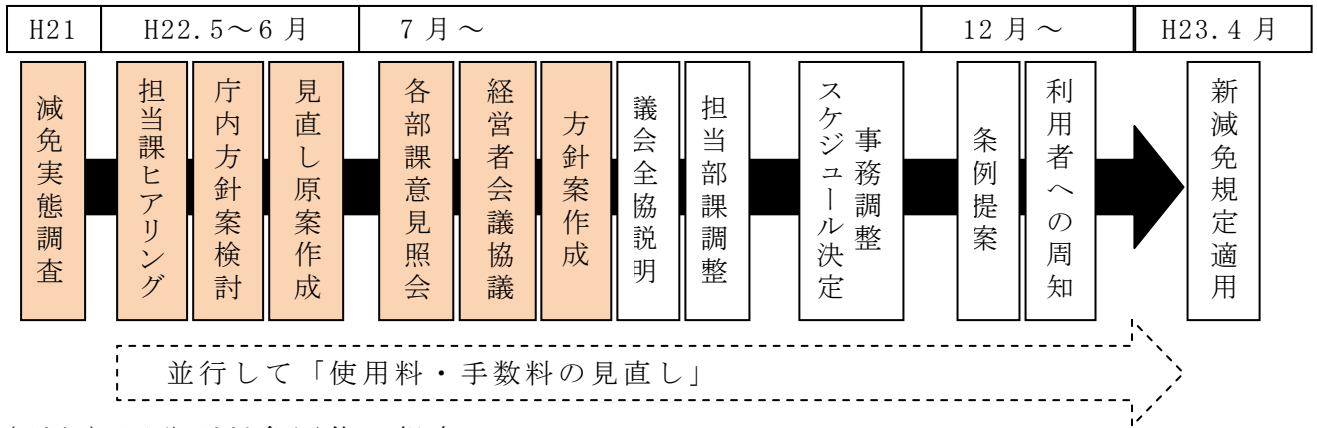 H21
H22.5～6月
7月～
12月～
H23.4月
減免実態調査
担当課ヒアリング
庁内方針案検討
見直し原案作成
各部課意見照会
経営者会議協議
方針案作成
議会全協説明
担当部課調整
事務調整
スケジュール決定
条例提案
利用者への周知
新減免規定適用
並行して「使用料・手数料の見直し」